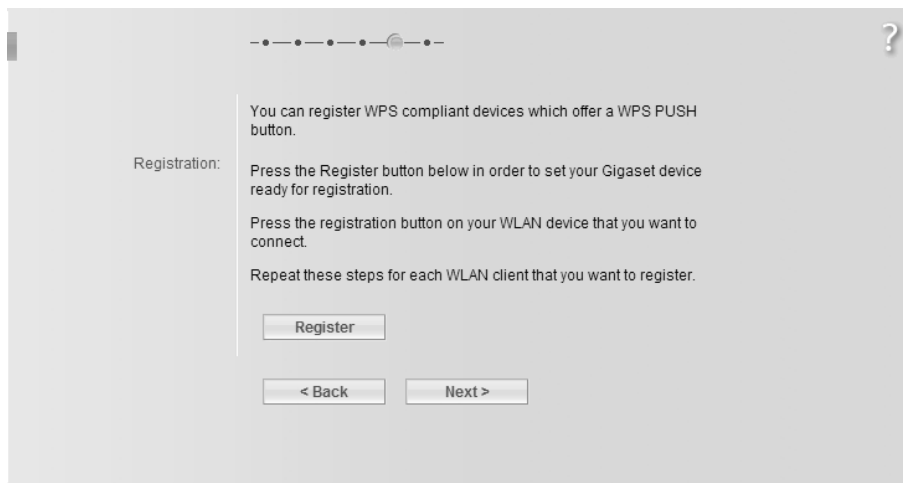 ?
You can register WPS compliant devices which offer a WPS PUSH
button.
Registration:
Press the Register button below in order to set your Gigaset device
ready for registration.
Press the registration button on your WLAN device that you want to
connect.
Repeat these steps for each WLAN client that you want to register.
Register
< Back
Next >